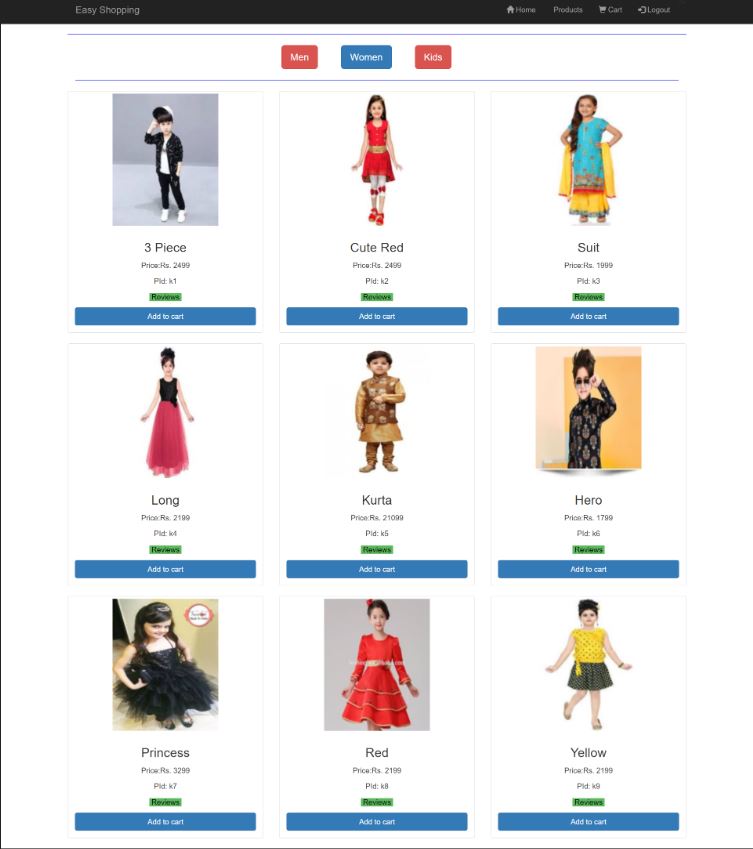 Easy Shopping Home Products Cart Logout
Men Women Kids
3 Piece
Price:Rs. 2499
PId: k1
Reviews
Add to cart
Cute Red
Price:Rs. 2499
PId: k2
Reviews
Add to cart
Suit
Price:Rs. 1999
PId: k3
Reviews
Add to cart
Long
Price:Rs. 2199
PId: k4
Reviews
Add to cart
Kurta
Price:Rs. 21099
PId: k5
Reviews
Add to cart
Hero
Price:Rs. 1799
PId: k6
Reviews
Add to cart
Princess
Price:Rs. 3299
PId: k7
Reviews
Add to cart
Red
Price:Rs. 2199
PId: k8
Reviews
Add to cart
Yellow
Price:Rs. 2199
PId: k9
Reviews
Add to cart